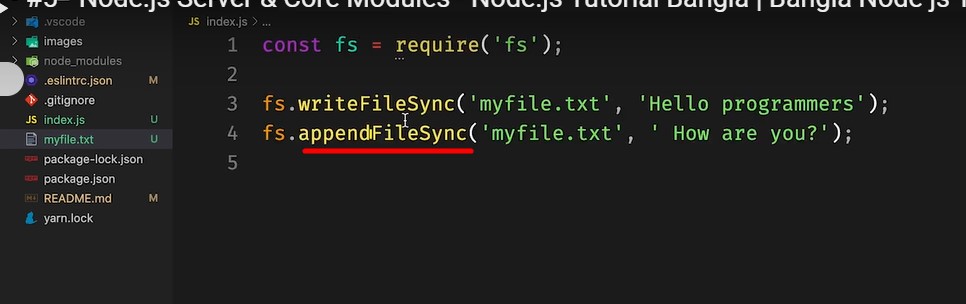 #5- Node.js Server & Core Modules - Node.js Tutorial Bangla | Bangla Node js
.vscode
images
node_modules
.eslintrc.json M
.gitignore
index.js U
myfile.txt U
package-lock.json
package.json
README.md M
yarn.lock
JS index.js > ...
1 const fs = require('fs');
2
3 fs.writeFileSync('myfile.txt', 'Hello programmers');
4 fs.appendFileSync('myfile.txt', ' How are you?');
5